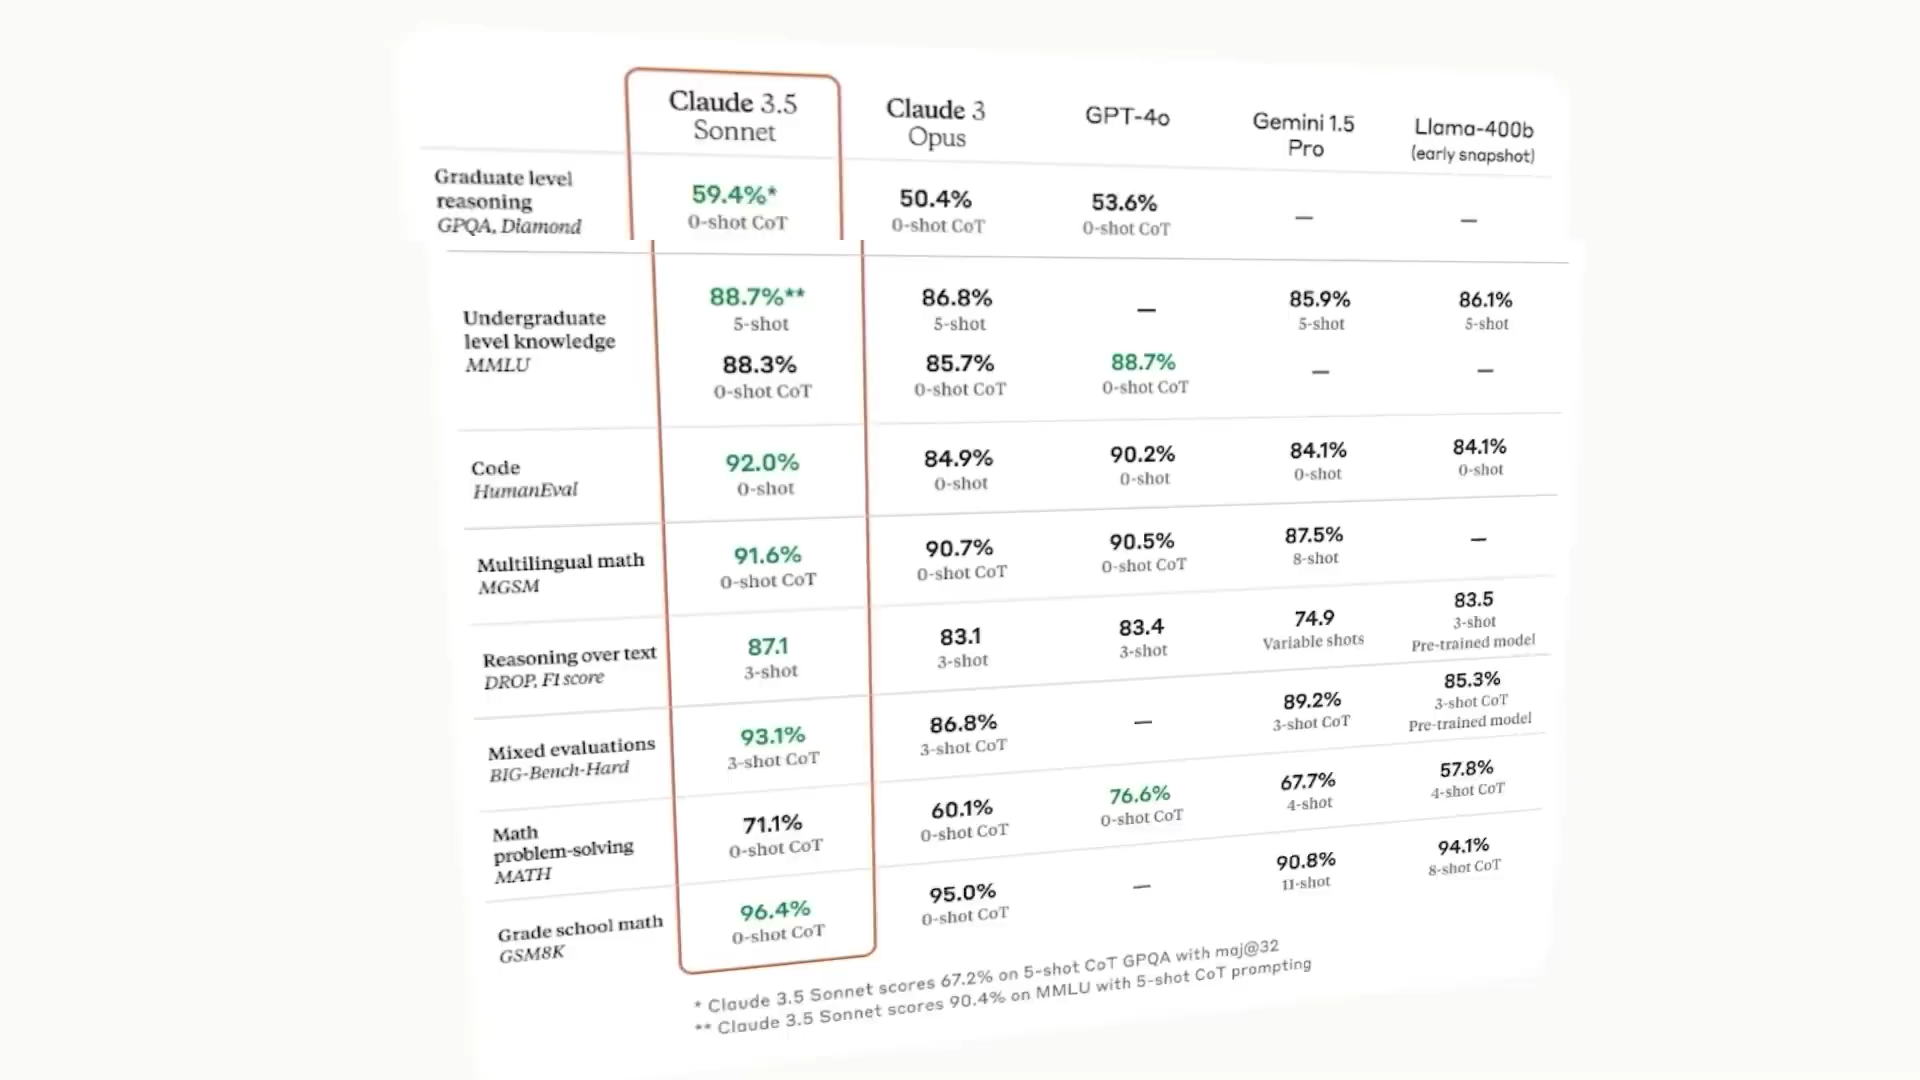 Claude 3.5
Sonnet
Claude 3
Opus
GPT-4o
Gemini 1.5
Pro
Llama-400b
(early snapshot)
Graduate level
reasoning
GPQA, Diamond
59.4%*
0-shot CoT
50.4%
0-shot CoT
53.6%
0-shot CoT
—
—
Undergraduate
level knowledge
MMLU
88.7%**
5-shot
86.8%
5-shot
—
85.9%
5-shot
86.1%
5-shot
88.3%
0-shot CoT
85.7%
0-shot CoT
88.7%
0-shot CoT
—
—
Code
HumanEval
92.0%
0-shot
84.9%
0-shot
90.2%
0-shot
84.1%
0-shot
84.1%
0-shot
Multilingual math
MGSM
91.6%
0-shot CoT
90.7%
0-shot CoT
90.5%
0-shot CoT
87.5%
8-shot
—
Reasoning over text
DROP, F1 score
87.1
3-shot
83.1
3-shot
83.4
3-shot
74.9
Variable shots
83.5
3-shot
Pre-trained model
Mixed evaluations
BIG-Bench-Hard
93.1%
3-shot CoT
86.8%
3-shot CoT
—
89.2%
3-shot CoT
85.3%
3-shot CoT
Pre-trained model
Math
problem-solving
MATH
71.1%
0-shot CoT
60.1%
0-shot CoT
76.6%
0-shot CoT
67.7%
4-shot
57.8%
4-shot CoT
Grade school math
GSM8K
96.4%
0-shot CoT
95.0%
0-shot CoT
—
90.8%
11-shot
94.1%
8-shot CoT
* Claude 3.5 Sonnet scores 67.2% on 5-shot CoT GPQA with maj@32
** Claude 3.5 Sonnet scores 90.4% on MMLU with 5-shot CoT prompting